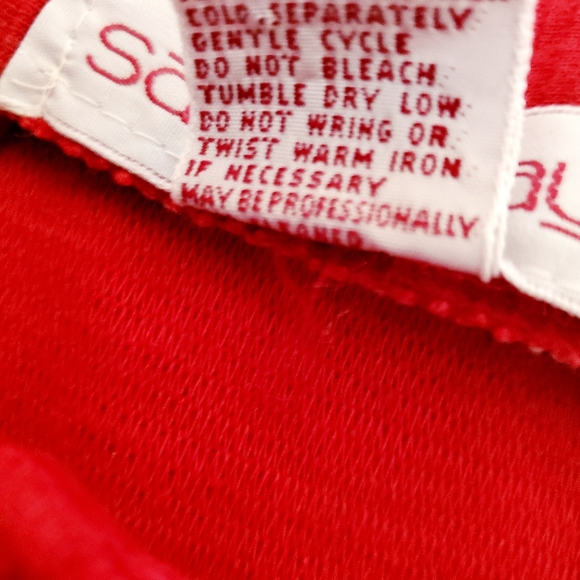 COLD SEPARATELY
GENTLE CYCLE
DO NOT BLEACH
TUMBLE DRY LOW
DO NOT WRING OR
TWIST WARM IRON
IF NECESSARY
MAY BE PROFESSIONALLY
CLEANED